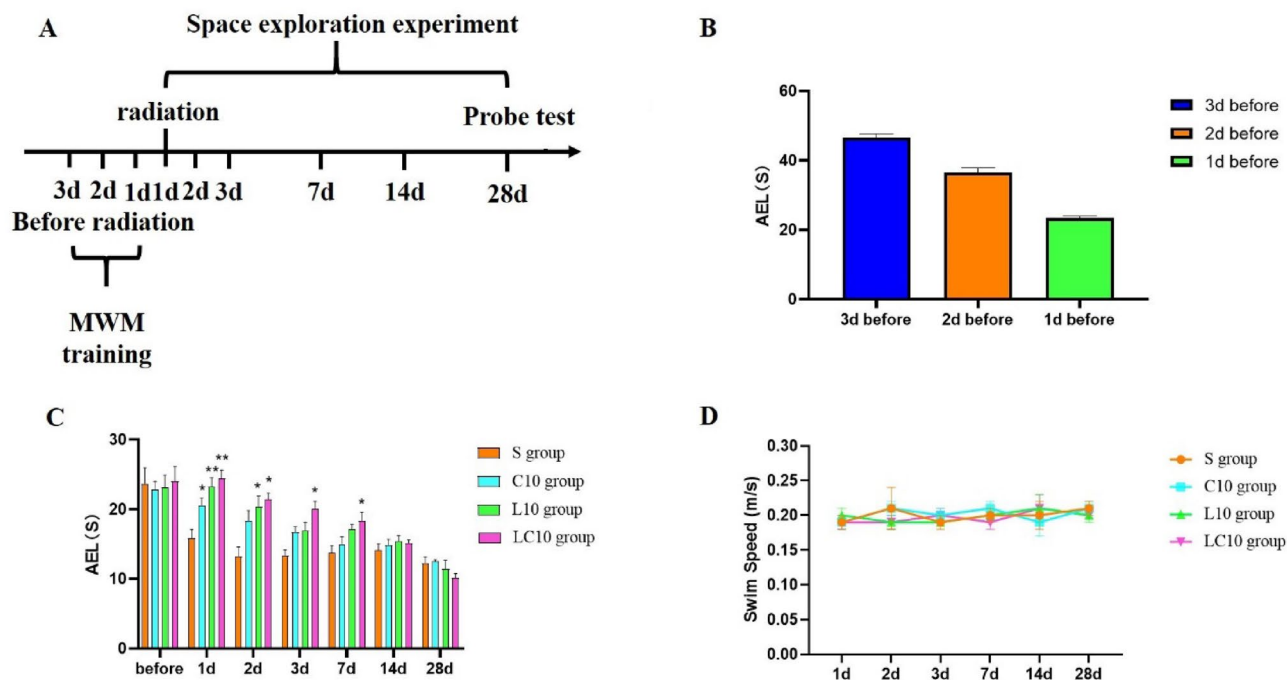 A
Space exploration experiment
radiation
Probe test
3d 2d 1d 1d 2d 3d 7d 14d 28d
Before radiation
MWM
training
B
60
40
20
0
AEL (S)
3d before 2d before 1d before
3d before
2d before
1d before
C
30
20
10
0
AEL (S)
* ** **
* *
*
*
before 1d 2d 3d 7d 14d 28d
S group
C10 group
L10 group
LC10 group
D
0.30
0.25
0.20
0.15
0.10
0.05
0.00
Swim Speed (m/s)
1d 2d 3d 7d 14d 28d
S group
C10 group
L10 group
LC10 group